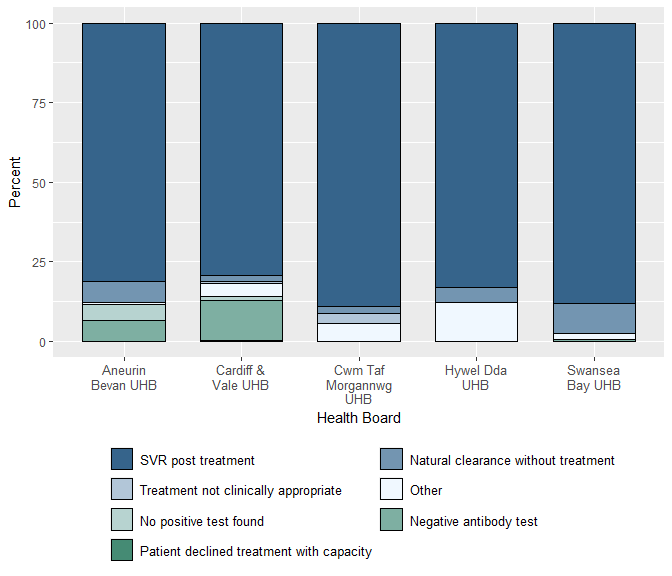 100
75
50
25
0
Percent
Aneurin
Bevan UHB
Cardiff &
Vale UHB
Cwm Taf
Morgannwg
UHB
Hywel Dda
UHB
Swansea
Bay UHB
Health Board
SVR post treatment
Natural clearance without treatment
Treatment not clinically appropriate
Other
No positive test found
Negative antibody test
Patient declined treatment with capacity